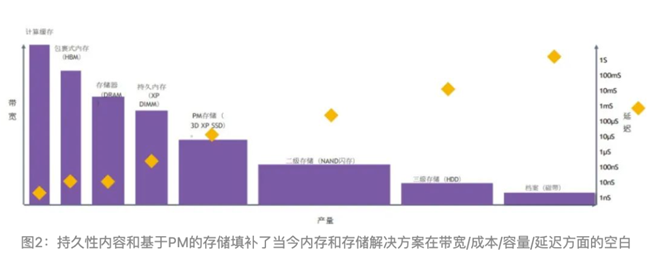 计算缓存
包裹式内存
(HBM)
存储器
(DRAM
持久内存
(XP
DIMM)
PM存储(
3D XP SSD)
二级存储(NAND闪存)
三级存储(HDD)
档案(磁带)
带宽
1S
100mS
10mS
1mS
100μS
10μS
1μS
100nS
10nS
1nS
延迟
产量
图2:持久性内容和基于PM的存储填补了当今内存和存储解决方案在带宽/成本/容量/延迟方面的空白